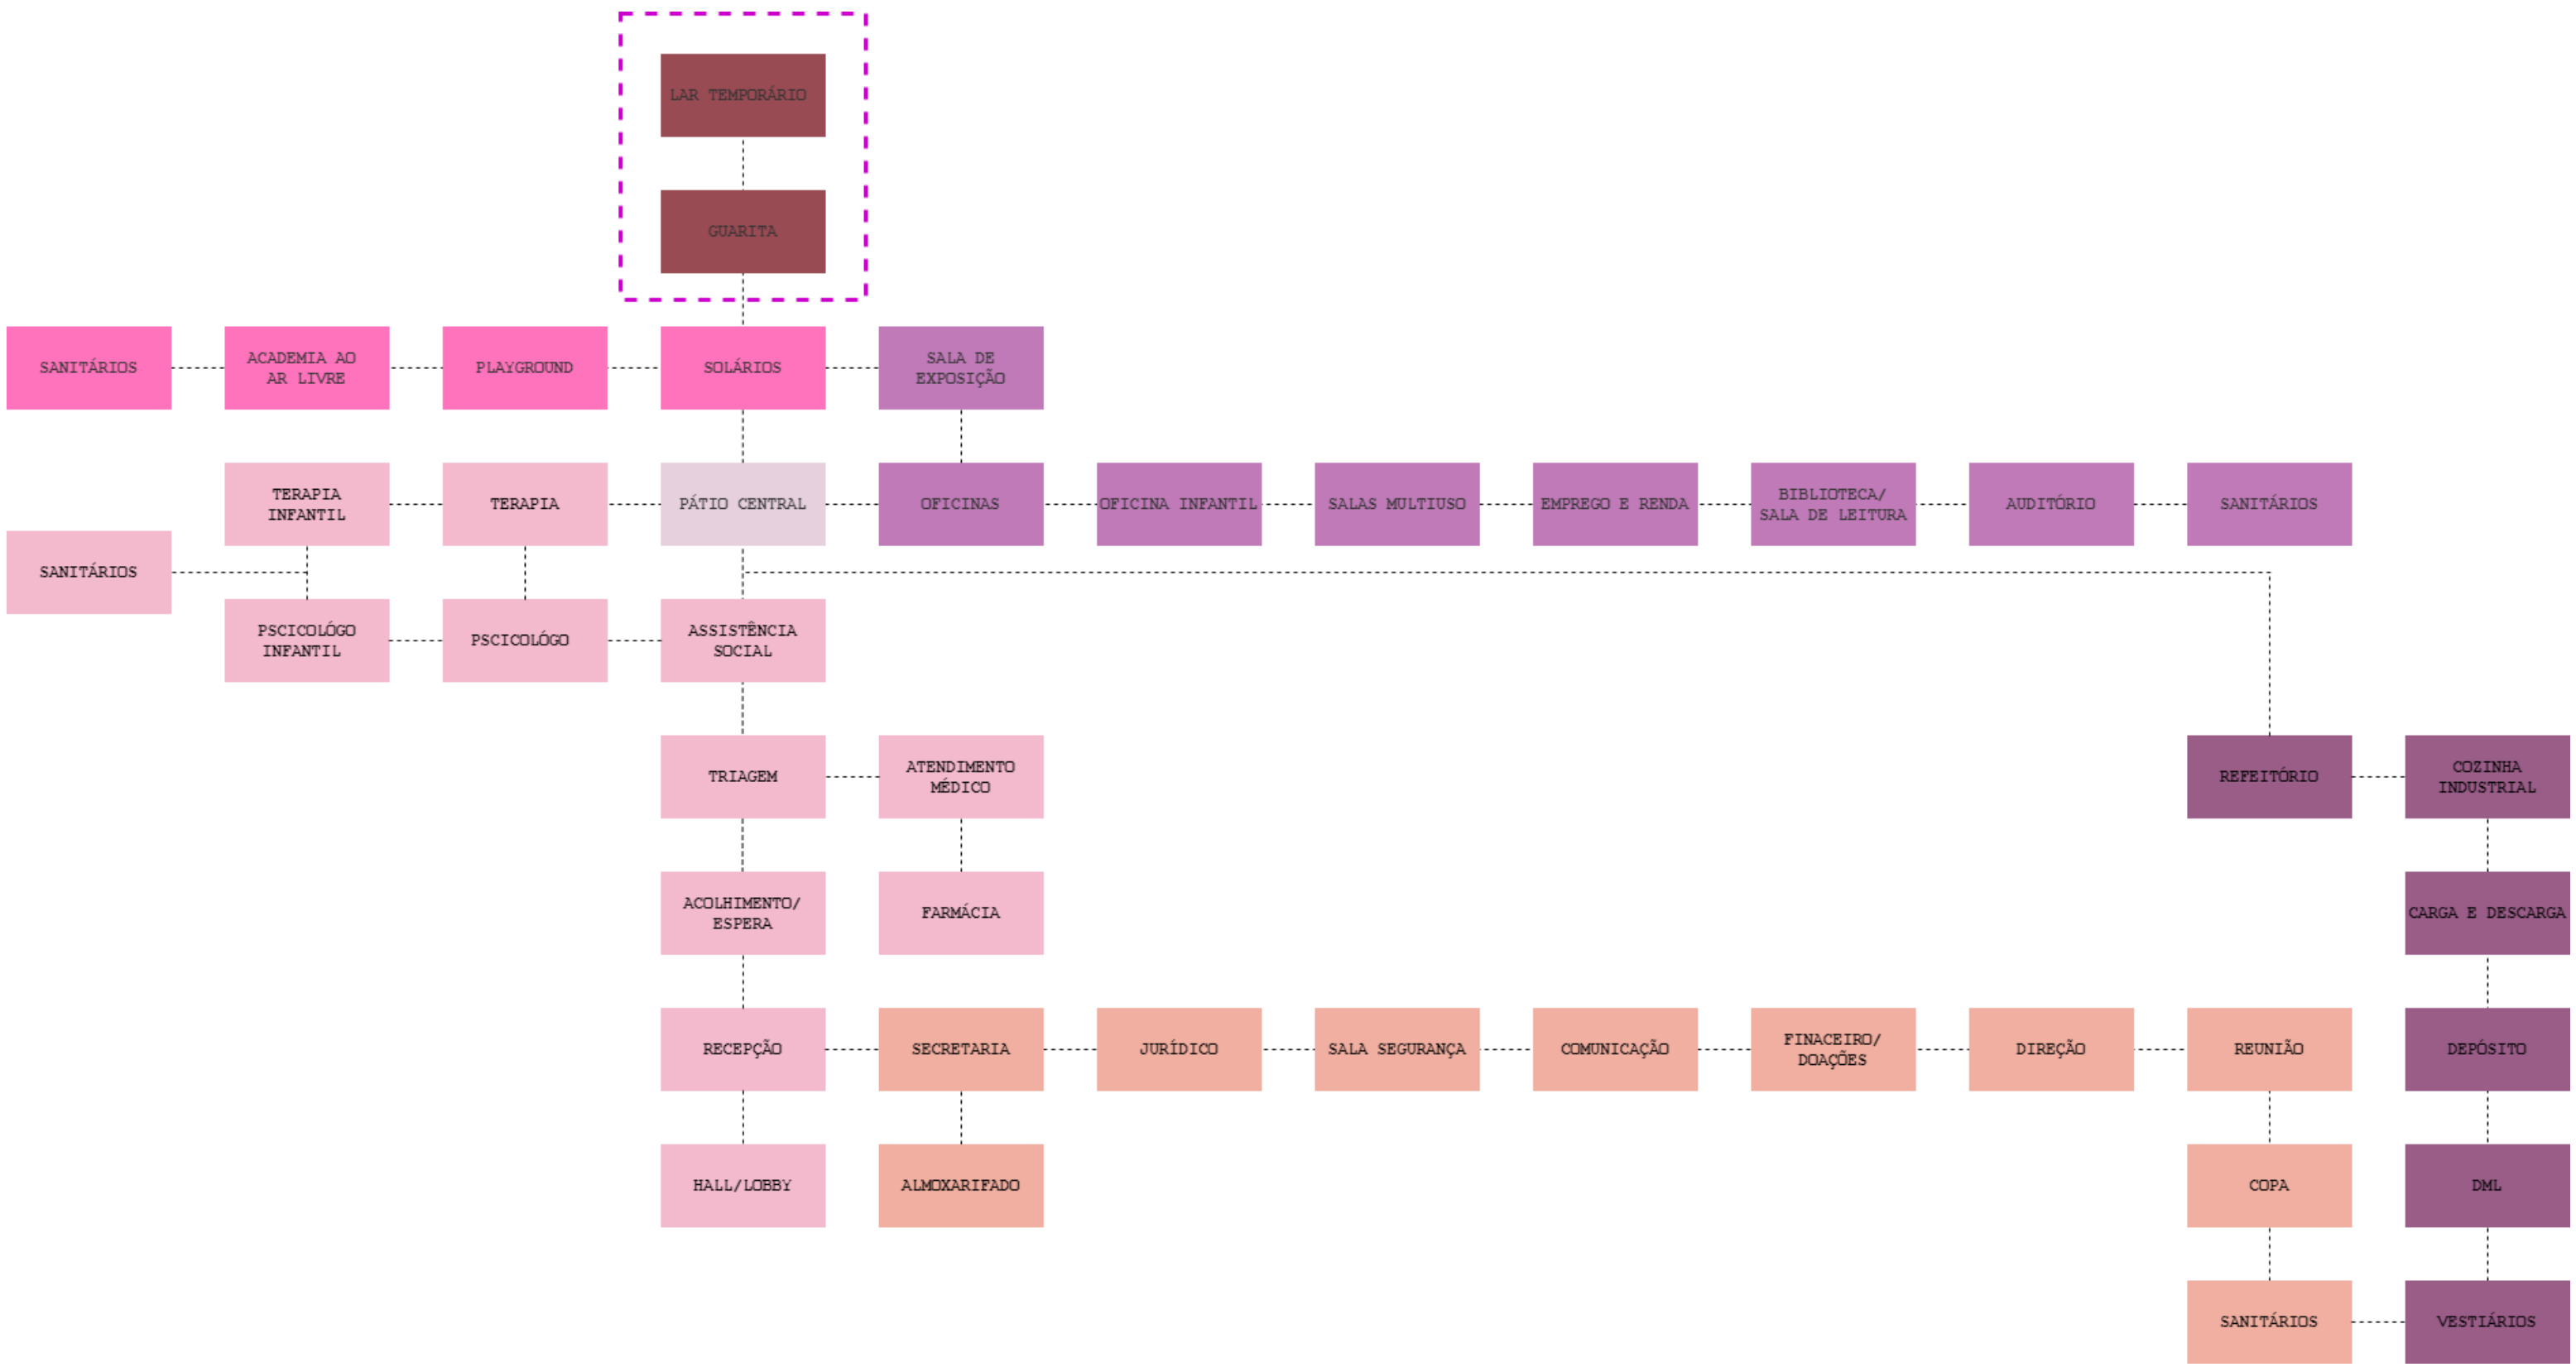 LAR TEMPORÁRIO
GUARITA
SANITÁRIOS
ACADEMIA AO
AR LIVRE
PLAYGROUND
SOLÁRIOS
SALA DE
EXPOSIÇÃO
TERAPIA
INFANTIL
TERAPIA
PÁTIO CENTRAL
OFICINAS
OFICINA INFANTIL
SALAS MULTIUSO
EMPREGO E RENDA
BIBLIOTECA/
SALA DE LEITURA
AUDITÓRIO
SANITÁRIOS
SANITÁRIOS
PSCICOLÓGO
INFANTIL
PSCICOLÓGO
ASSISTÊNCIA
SOCIAL
TRIAGEM
ATENDIMENTO
MÉDICO
REFEITÓRIO
COZINHA
INDUSTRIAL
ACOLHIMENTO/
ESPERA
FARMÁCIA
CARGA E DESCARGA
RECEPÇÃO
SECRETARIA
JURÍDICO
SALA SEGURANÇA
COMUNICAÇÃO
FINACEIRO/
DOAÇÕES
DIREÇÃO
REUNIÃO
DEPÓSITO
HALL/LOBBY
ALMOXARIFADO
COPA
DML
SANITÁRIOS
VESTIÁRIOS